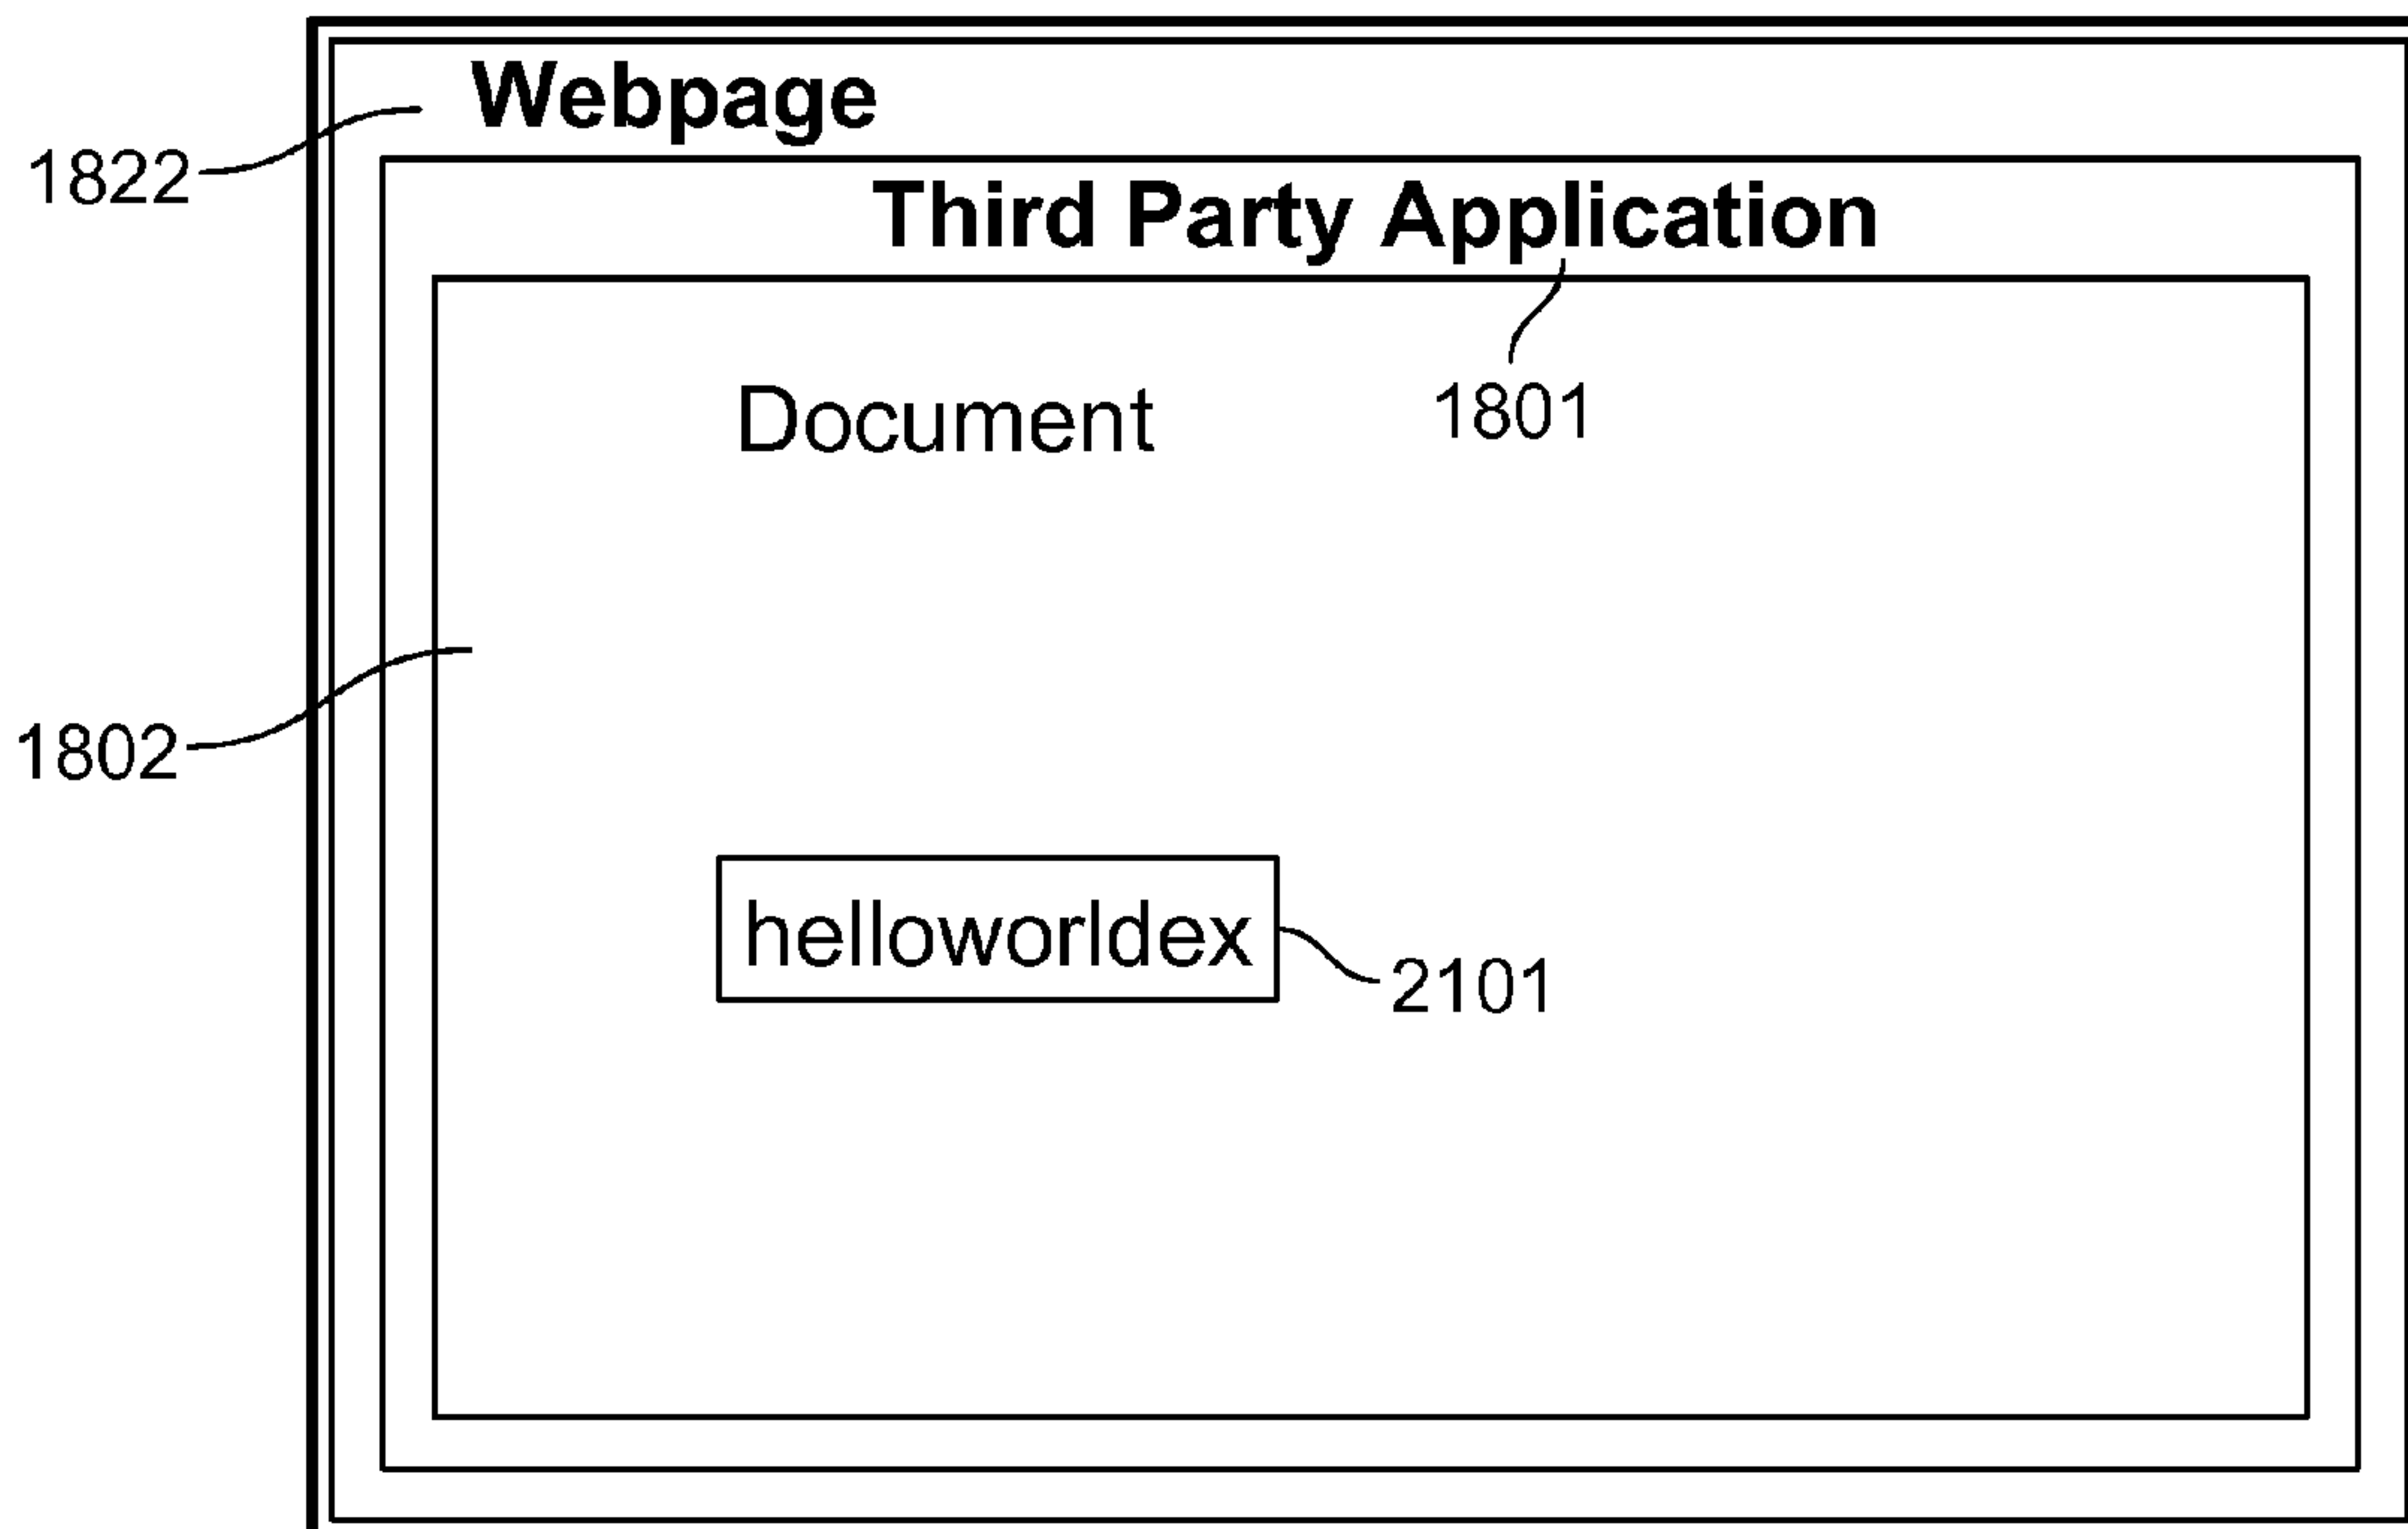 Webpage
1822
Third Party Application
1801
Document
1802
helloworldex
2101